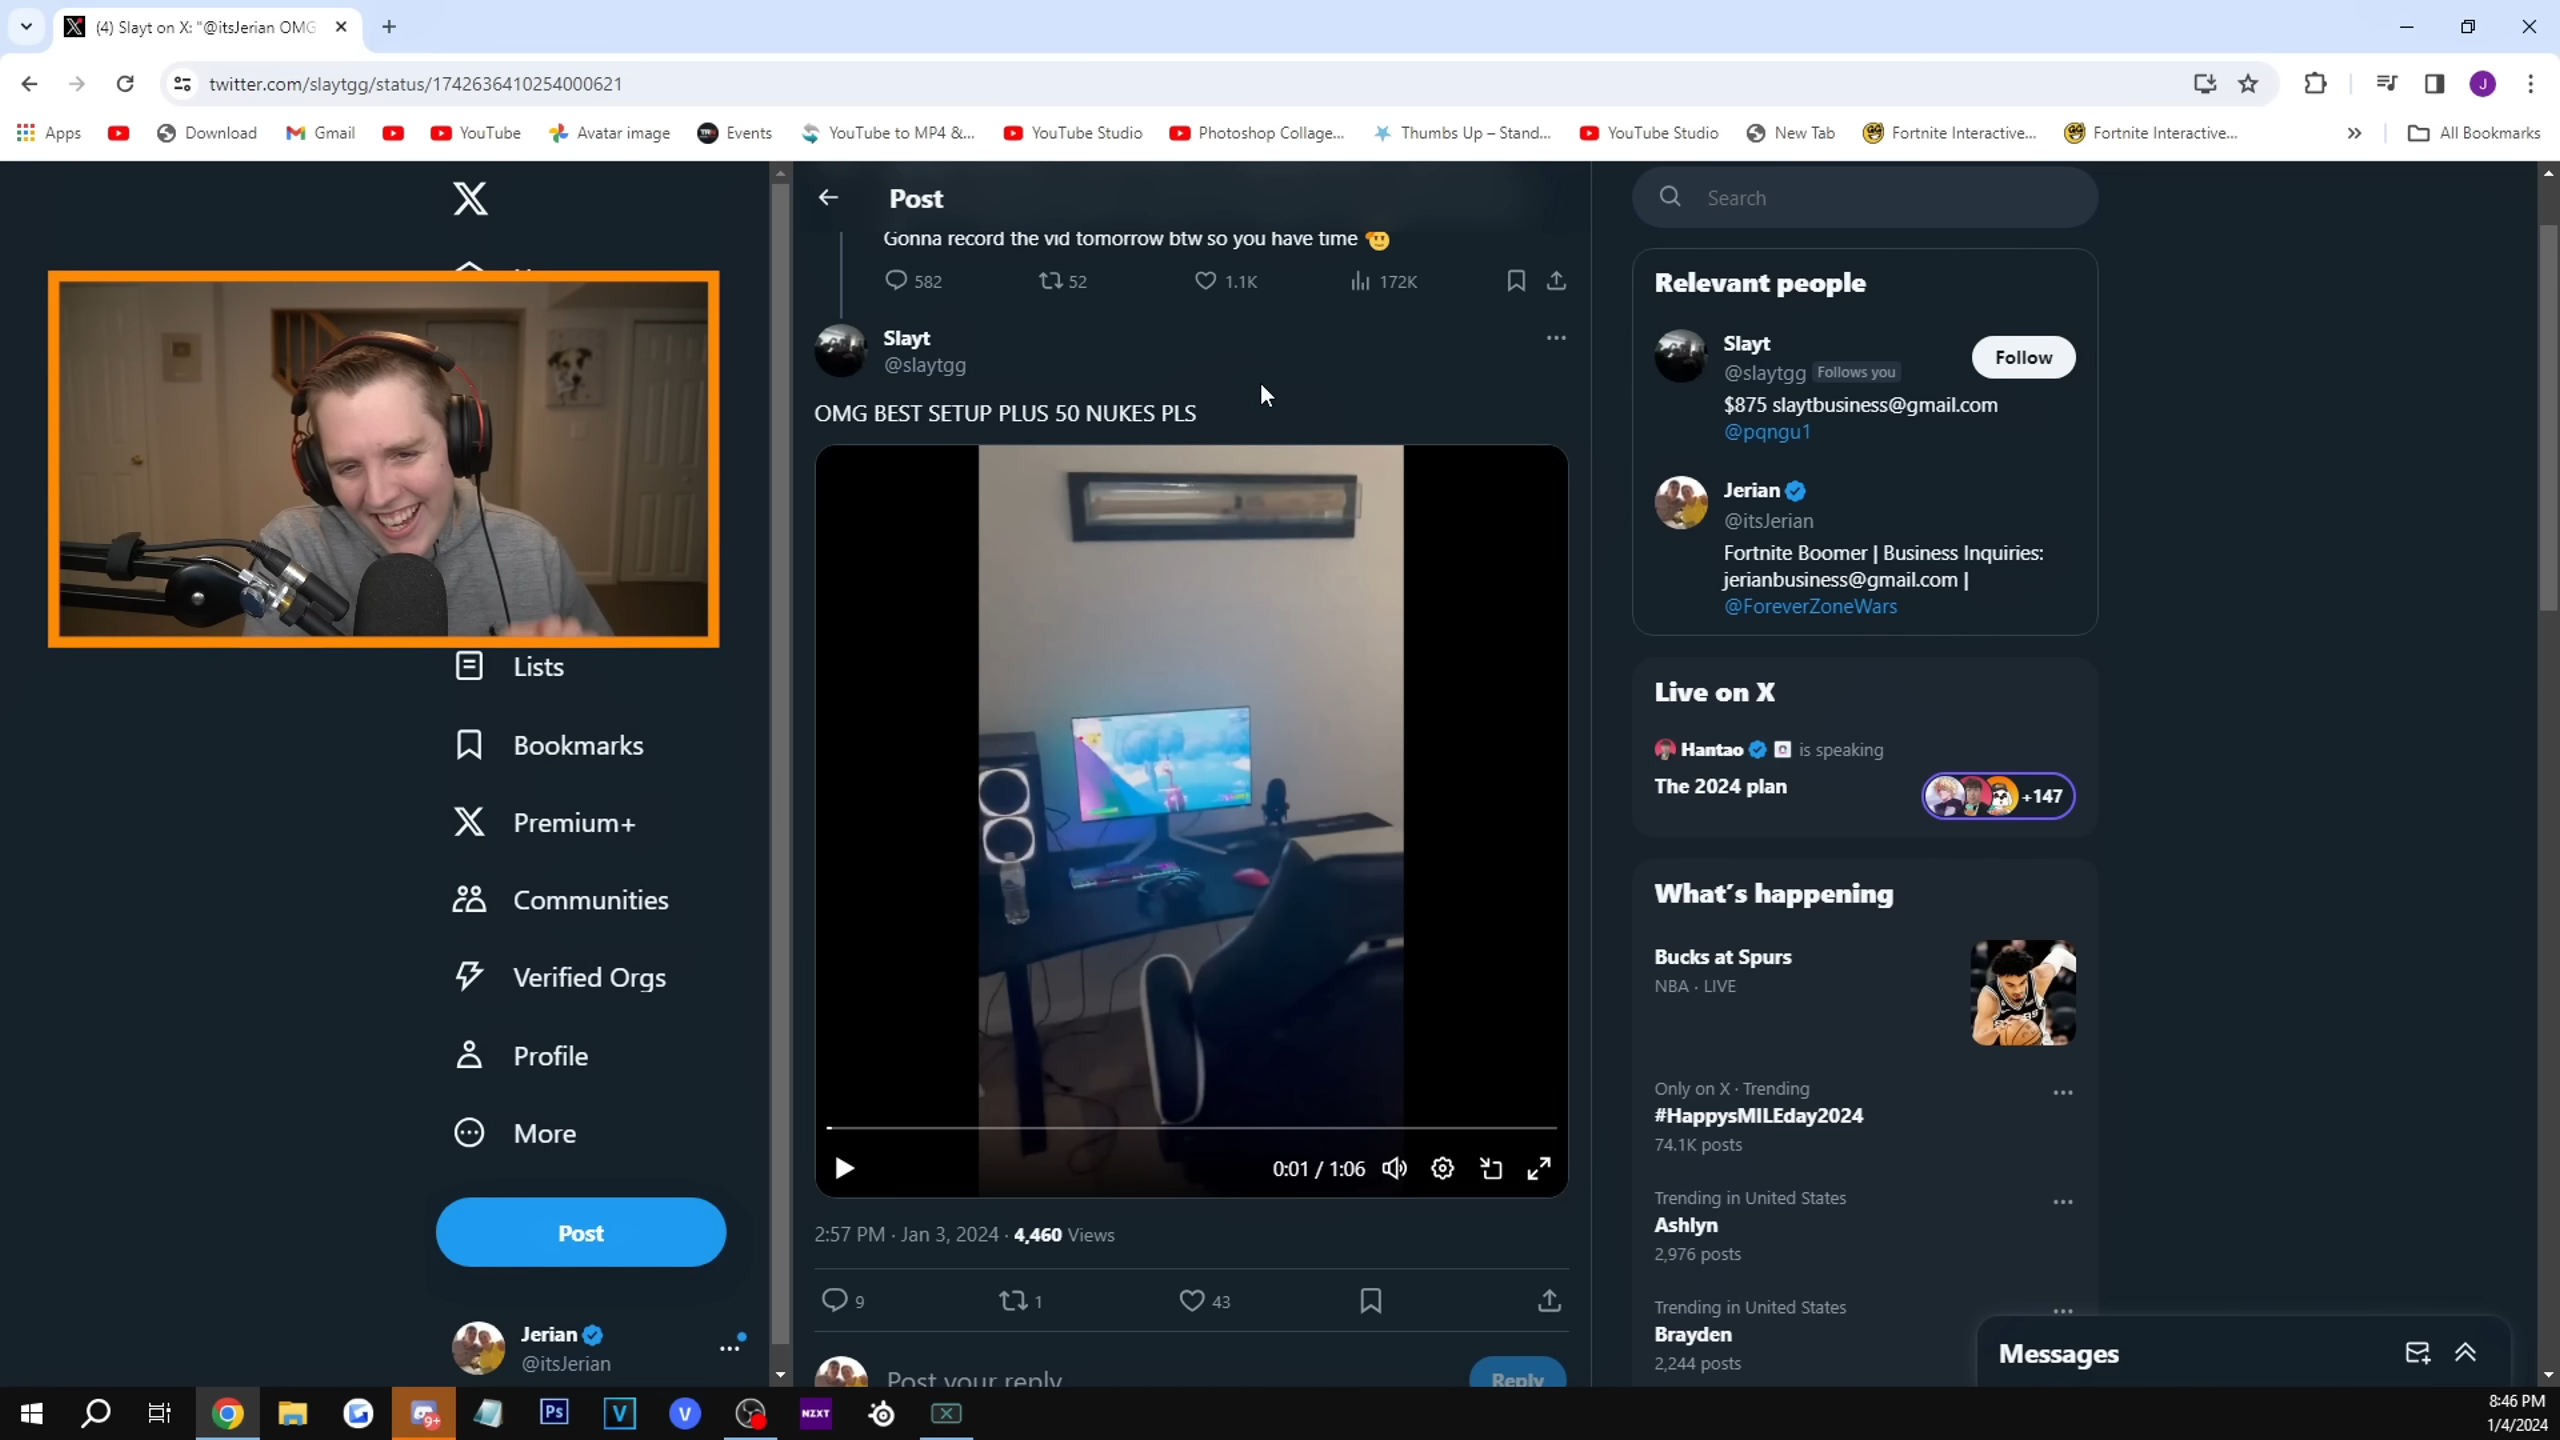 (4) Slayt on X: "@itsJerian OMG
twitter.com/slaytgg/status/1742636410254000621
Apps
Download
Gmail
YouTube
Avatar image
Events
YouTube to MP4 &...
YouTube Studio
Photoshop Collage...
Thumbs Up – Stand...
YouTube Studio
New Tab
Fortnite Interactive...
Fortnite Interactive...
All Bookmarks
J
Lists
Bookmarks
Premium+
Communities
Verified Orgs
Profile
More
Post
Jerian
@itsJerian
Post
Gonna record the vid tomorrow btw so you have time 🫡
582 52 1.1K 172K
Slayt
@slaytgg
OMG BEST SETUP PLUS 50 NUKES PLS
0:01 / 1:06
2:57 PM · Jan 3, 2024 · 4,460 Views
9 1 43
Post your reply
Reply
Search
Relevant people
Slayt
@slaytgg Follows you
Follow
$875 slaytbusiness@gmail.com
@pqngu1
Jerian
@itsJerian
Fortnite Boomer | Business Inquiries:
jerianbusiness@gmail.com |
@ForeverZoneWars
Live on X
Hantao is speaking
The 2024 plan
+147
What's happening
Bucks at Spurs
NBA · LIVE
Only on X · Trending
#HappysMILEday2024
74.1K posts
Trending in United States
Ashlyn
2,976 posts
Trending in United States
Brayden
2,244 posts
Messages
9+
Ps
V
V
NZXT
8:46 PM
1/4/2024